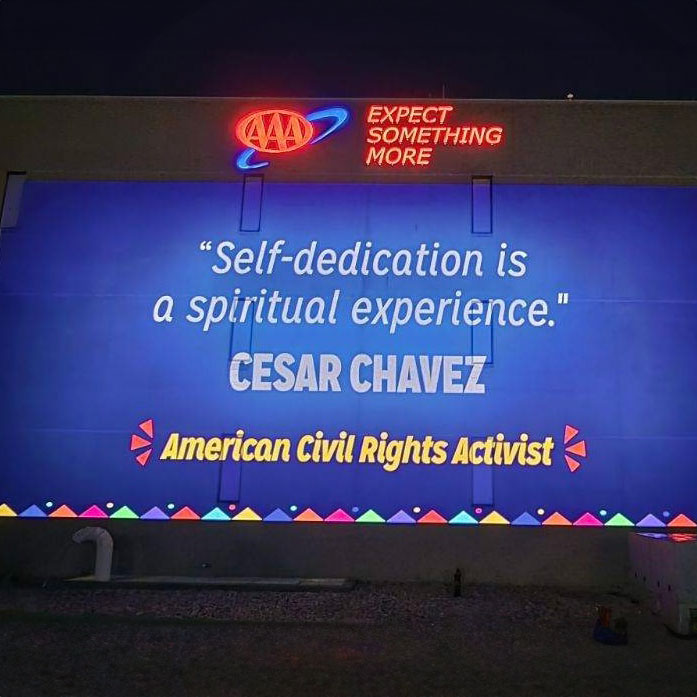 AAA
EXPECT
SOMETHING
MORE
“Self-dedication is
a spiritual experience."
CESAR CHAVEZ
American Civil Rights Activist